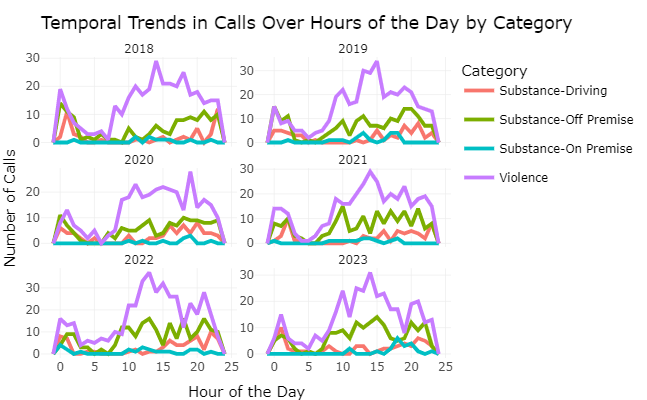 Temporal Trends in Calls Over Hours of the Day by Category
2018
2019
30
20
10
0
30
20
10
0
Category
Substance-Driving
Substance-Off Premise
Substance-On Premise
Violence
Number of Calls
2020
2021
20
10
0
30
20
10
0
2022
2023
30
20
10
0
30
20
10
0
0 5 10 15 20 25
0 5 10 15 20 25
Hour of the Day